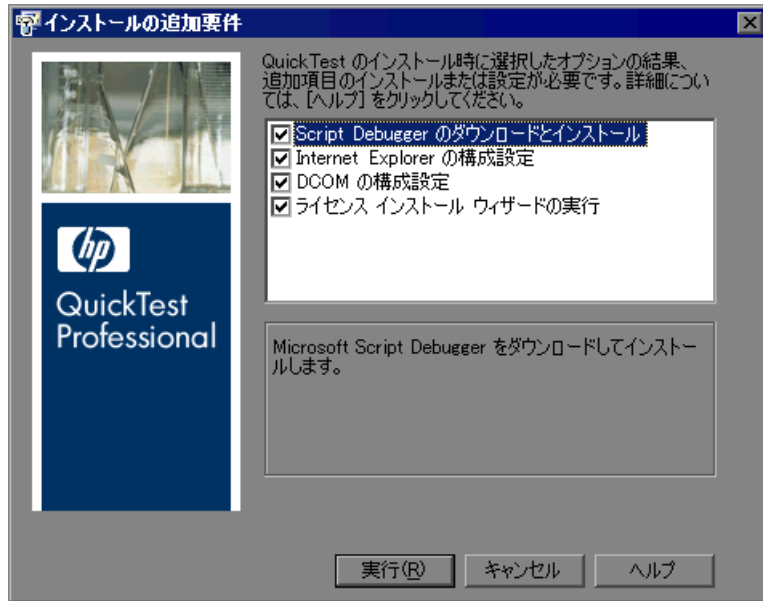 インストールの追加要件
QuickTest のインストール時に選択したオプションの結果、
追加項目のインストールまたは設定が必要です。詳細につい
ては、[ヘルプ] をクリックしてください。
Script Debugger のダウンロードとインストール
Internet Explorer の構成設定
DCOM の構成設定
ライセンス インストール ウィザードの実行
hp
QuickTest
Professional
Microsoft Script Debugger をダウンロードしてインストー
ルします。
実行(R)
キャンセル
ヘルプ